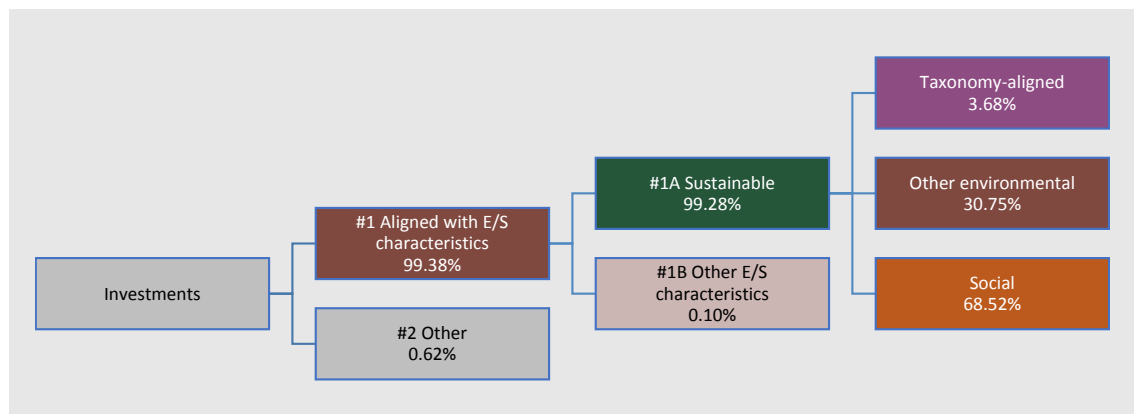 Investments
#1 Aligned with E/S
characteristics
99.38%
#2 Other
0.62%
#1A Sustainable
99.28%
#1B Other E/S
characteristics
0.10%
Taxonomy-aligned
3.68%
Other environmental
30.75%
Social
68.52%